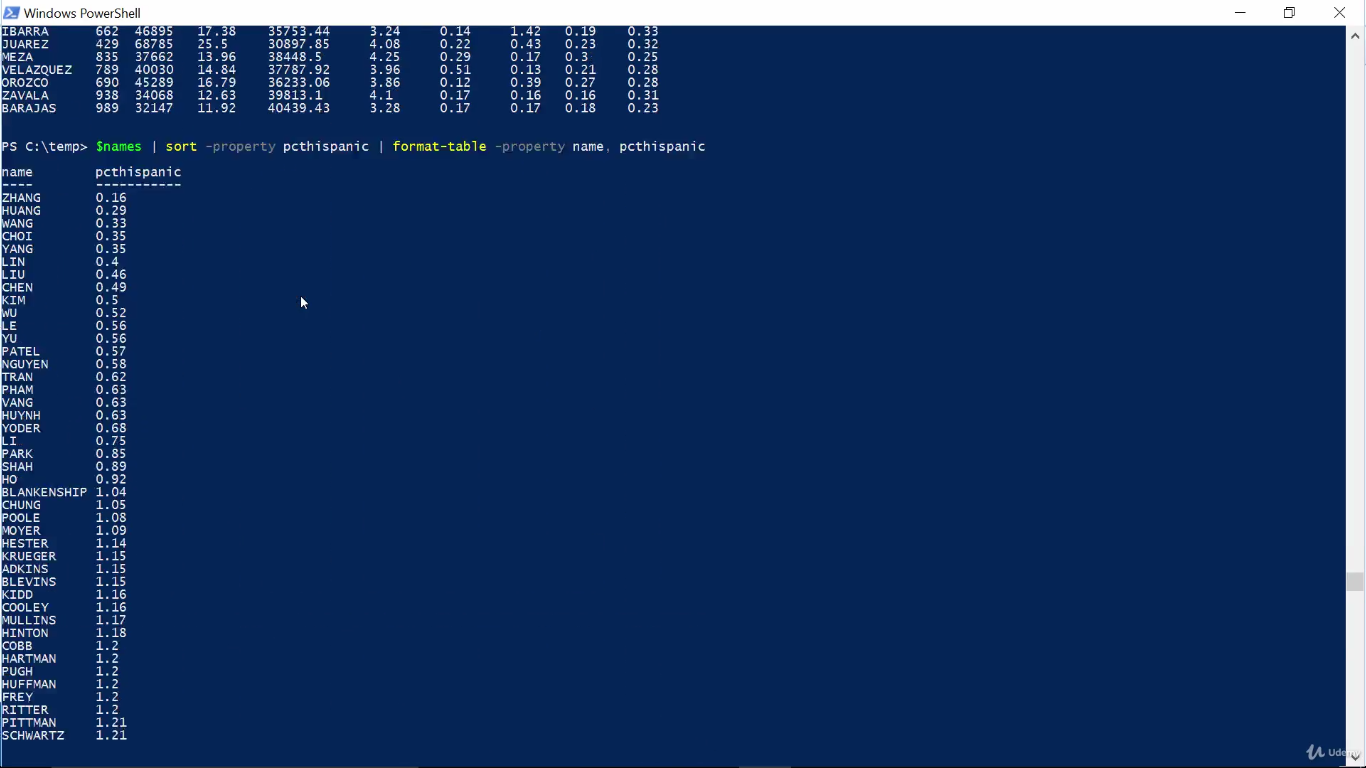 Windows PowerShell
IBARRA 662 46895 17.38 35753.44 3.24 0.14 1.42 0.19 0.33
JUAREZ 429 68785 25.5 30897.85 4.08 0.22 0.43 0.23 0.32
MEZA 835 37662 13.96 38448.5 4.25 0.29 0.17 0.3 0.25
VELAZQUEZ 789 40030 14.84 37787.92 3.96 0.51 0.13 0.21 0.28
OROZCO 690 45289 16.79 36233.06 3.86 0.12 0.39 0.27 0.28
ZAVALA 938 34068 12.63 39813.1 4.1 0.17 0.16 0.16 0.31
BARAJAS 989 32147 11.92 40439.43 3.28 0.17 0.17 0.18 0.23
PS C:\temp> $names | sort -property pcthispanic | format-table -property name, pcthispanic
name pcthispanic
---- -----------
ZHANG 0.16
HUANG 0.29
WANG 0.33
CHOI 0.35
YANG 0.35
LIN 0.4
LIU 0.46
CHEN 0.49
KIM 0.5
WU 0.52
LE 0.56
YU 0.56
PATEL 0.57
NGUYEN 0.58
TRAN 0.62
PHAM 0.63
VANG 0.63
HUYNH 0.63
YODER 0.68
LI 0.75
PARK 0.85
SHAH 0.89
HO 0.92
BLANKENSHIP 1.04
CHUNG 1.05
POOLE 1.08
MOYER 1.09
HESTER 1.14
KRUEGER 1.15
ADKINS 1.15
BLEVINS 1.15
KIDD 1.16
COOLEY 1.16
MULLINS 1.17
HINTON 1.18
COBB 1.2
HARTMAN 1.2
PUGH 1.2
HUFFMAN 1.2
FREY 1.2
RITTER 1.2
PITTMAN 1.21
SCHWARTZ 1.21
Udemy